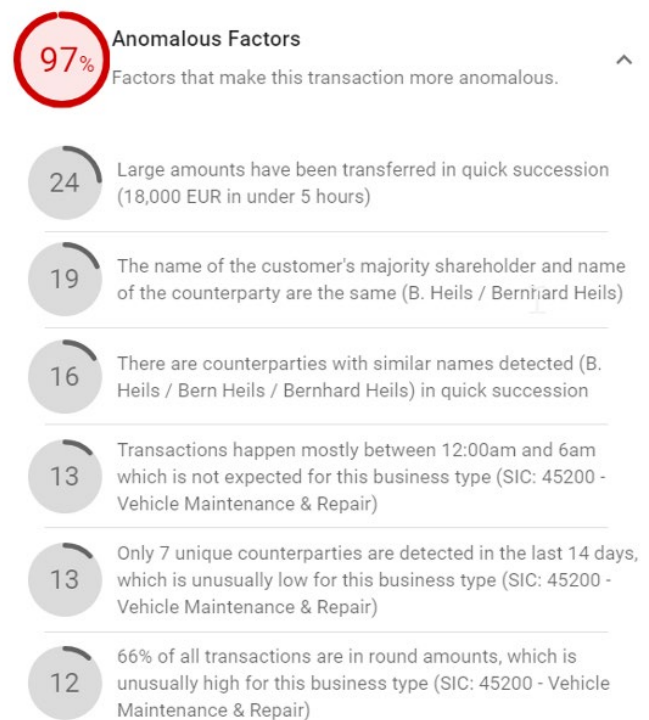 97%
Anomalous Factors
Factors that make this transaction more anomalous.
24
Large amounts have been transferred in quick succession
(18,000 EUR in under 5 hours)
19
The name of the customer's majority shareholder and name
of the counterparty are the same (B. Heils / Bernhard Heils)
16
There are counterparties with similar names detected (B.
Heils / Bern Heils / Bernhard Heils) in quick succession
13
Transactions happen mostly between 12:00am and 6am
which is not expected for this business type (SIC: 45200 -
Vehicle Maintenance & Repair)
13
Only 7 unique counterparties are detected in the last 14 days,
which is unusually low for this business type (SIC: 45200 -
Vehicle Maintenance & Repair)
12
66% of all transactions are in round amounts, which is
unusually high for this business type (SIC: 45200 - Vehicle
Maintenance & Repair)